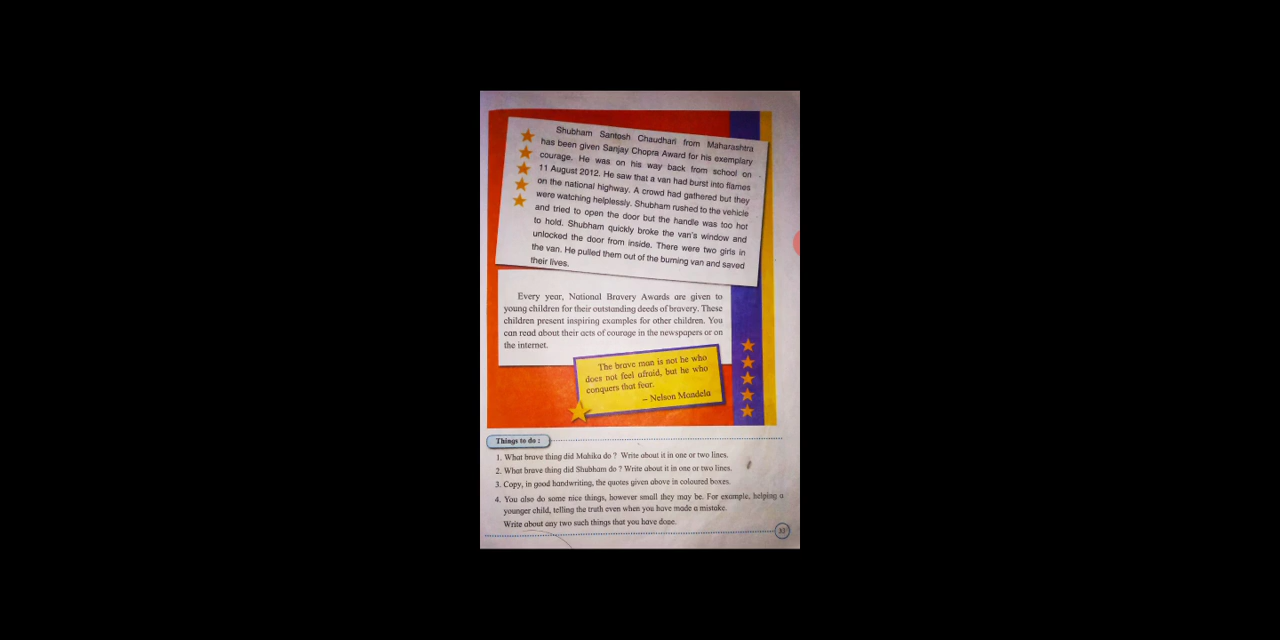 Shubham Santosh Chaudhari from Maharashtra
has been given Sanjay Chopra Award for his exemplary
courage. He was on his way back from school on
11 August 2012. He saw that a van had burst into flames
on the national highway. A crowd had gathered but they
were watching helplessly. Shubham rushed to the vehicle
and tried to open the door but the handle was too hot
to hold. Shubham quickly broke the van's window and
unlocked the door from inside. There were two girls in
the van. He pulled them out of the burning van and saved
their lives.
Every year, National Bravery Awards are given to
young children for their outstanding deeds of bravery. These
children present inspiring examples for other children. You
can read about their acts of courage in the newspapers or on
the internet.
The brave man is not he who
does not feel afraid, but he who
conquers that fear.
– Nelson Mandela
Things to do :
1. What brave thing did Mahika do ? Write about it in one or two lines.
2. What brave thing did Shubham do ? Write about it in one or two lines.
3. Copy, in good handwriting, the quotes given above in coloured boxes.
4. You also do some nice things, however small they may be. For example, helping a
younger child, telling the truth even when you have made a mistake.
Write about any two such things that you have done.